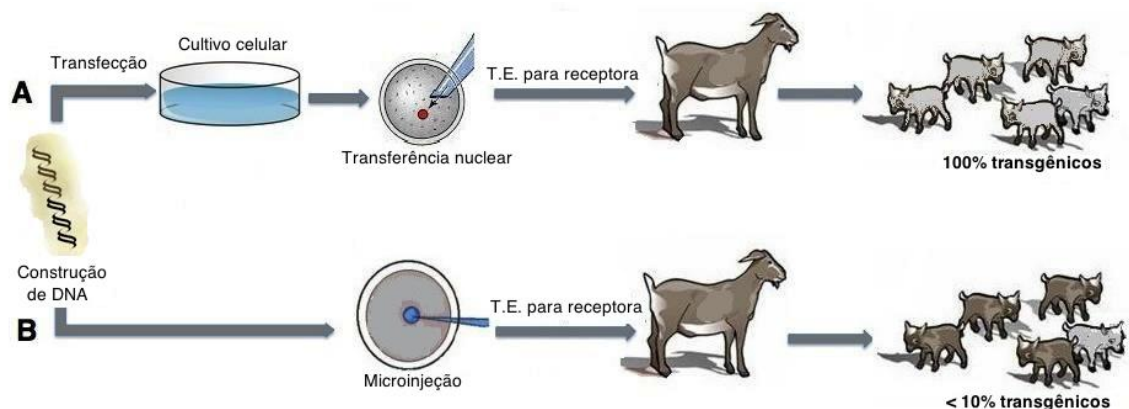 A
Transfecção
Cultivo celular
Transferência nuclear
T.E. para receptora
100% transgênicos
Construção
de DNA
B
Microinjeção
T.E. para receptora
< 10% transgênicos